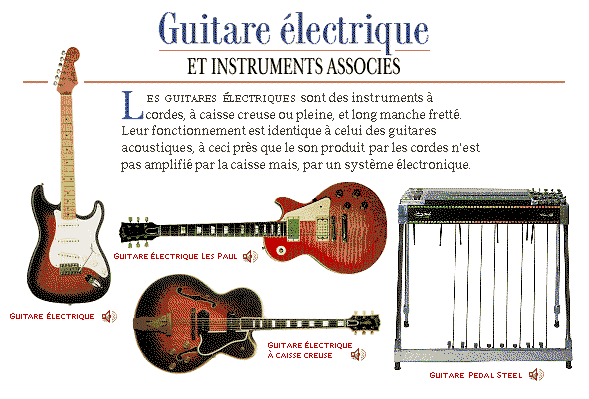 Guitare électrique
ET INSTRUMENTS ASSOCIES
LES GUITARES ÉLECTRIQUES sont des instruments à
cordes, à caisse creuse ou pleine, et long manche fretté.
Leur fonctionnement est identique à celui des guitares
acoustiques, à ceci près que le son produit par les cordes n'est
pas amplifié par la caisse mais, par un système électronique.
GUITARE ÉLECTRIQUE LES PAUL
GUITARE ÉLECTRIQUE
GUITARE ÉLECTRIQUE
À CAISSE CREUSE
GUITARE PEDAL STEEL